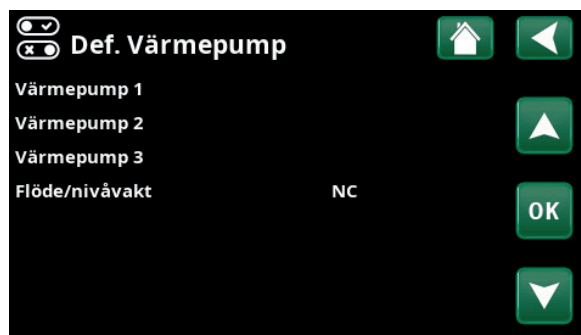 Def. Värmepump
Värmepump 1
Värmepump 2
Värmepump 3
Flöde/nivåvakt NC
OK